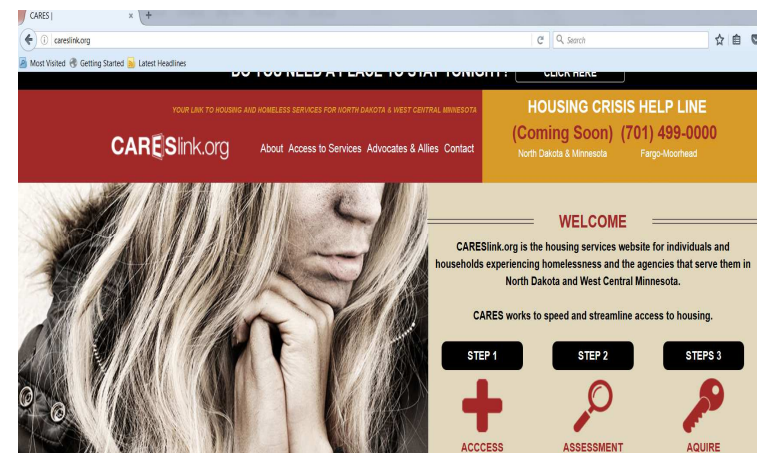 CARES |
careslink.org
Search
Most Visited Getting Started Latest Headlines
DO YOU NEED A PLACE TO STAY TONIGHT? CLICK HERE
YOUR LINK TO HOUSING AND HOMELESS SERVICES FOR NORTH DAKOTA & WEST CENTRAL MINNESOTA
CARESlink.org
About Access to Services Advocates & Allies Contact
HOUSING CRISIS HELP LINE
(Coming Soon) (701) 499-0000
North Dakota & Minnesota Fargo-Moorhead
WELCOME
CARESlink.org is the housing services website for individuals and
households experiencing homelessness and the agencies that serve them in
North Dakota and West Central Minnesota.
CARES works to speed and streamline access to housing.
STEP 1 STEP 2 STEPS 3
ACCCESS ASSESSMENT AQUIRE